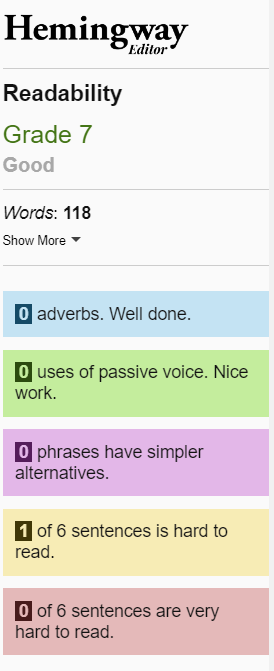 Hemingway
Editor
Readability
Grade 7
Good
Words: 118
Show More
0 adverbs. Well done.
0 uses of passive voice. Nice
work.
0 phrases have simpler
alternatives.
1 of 6 sentences is hard to
read.
0 of 6 sentences are very
hard to read.